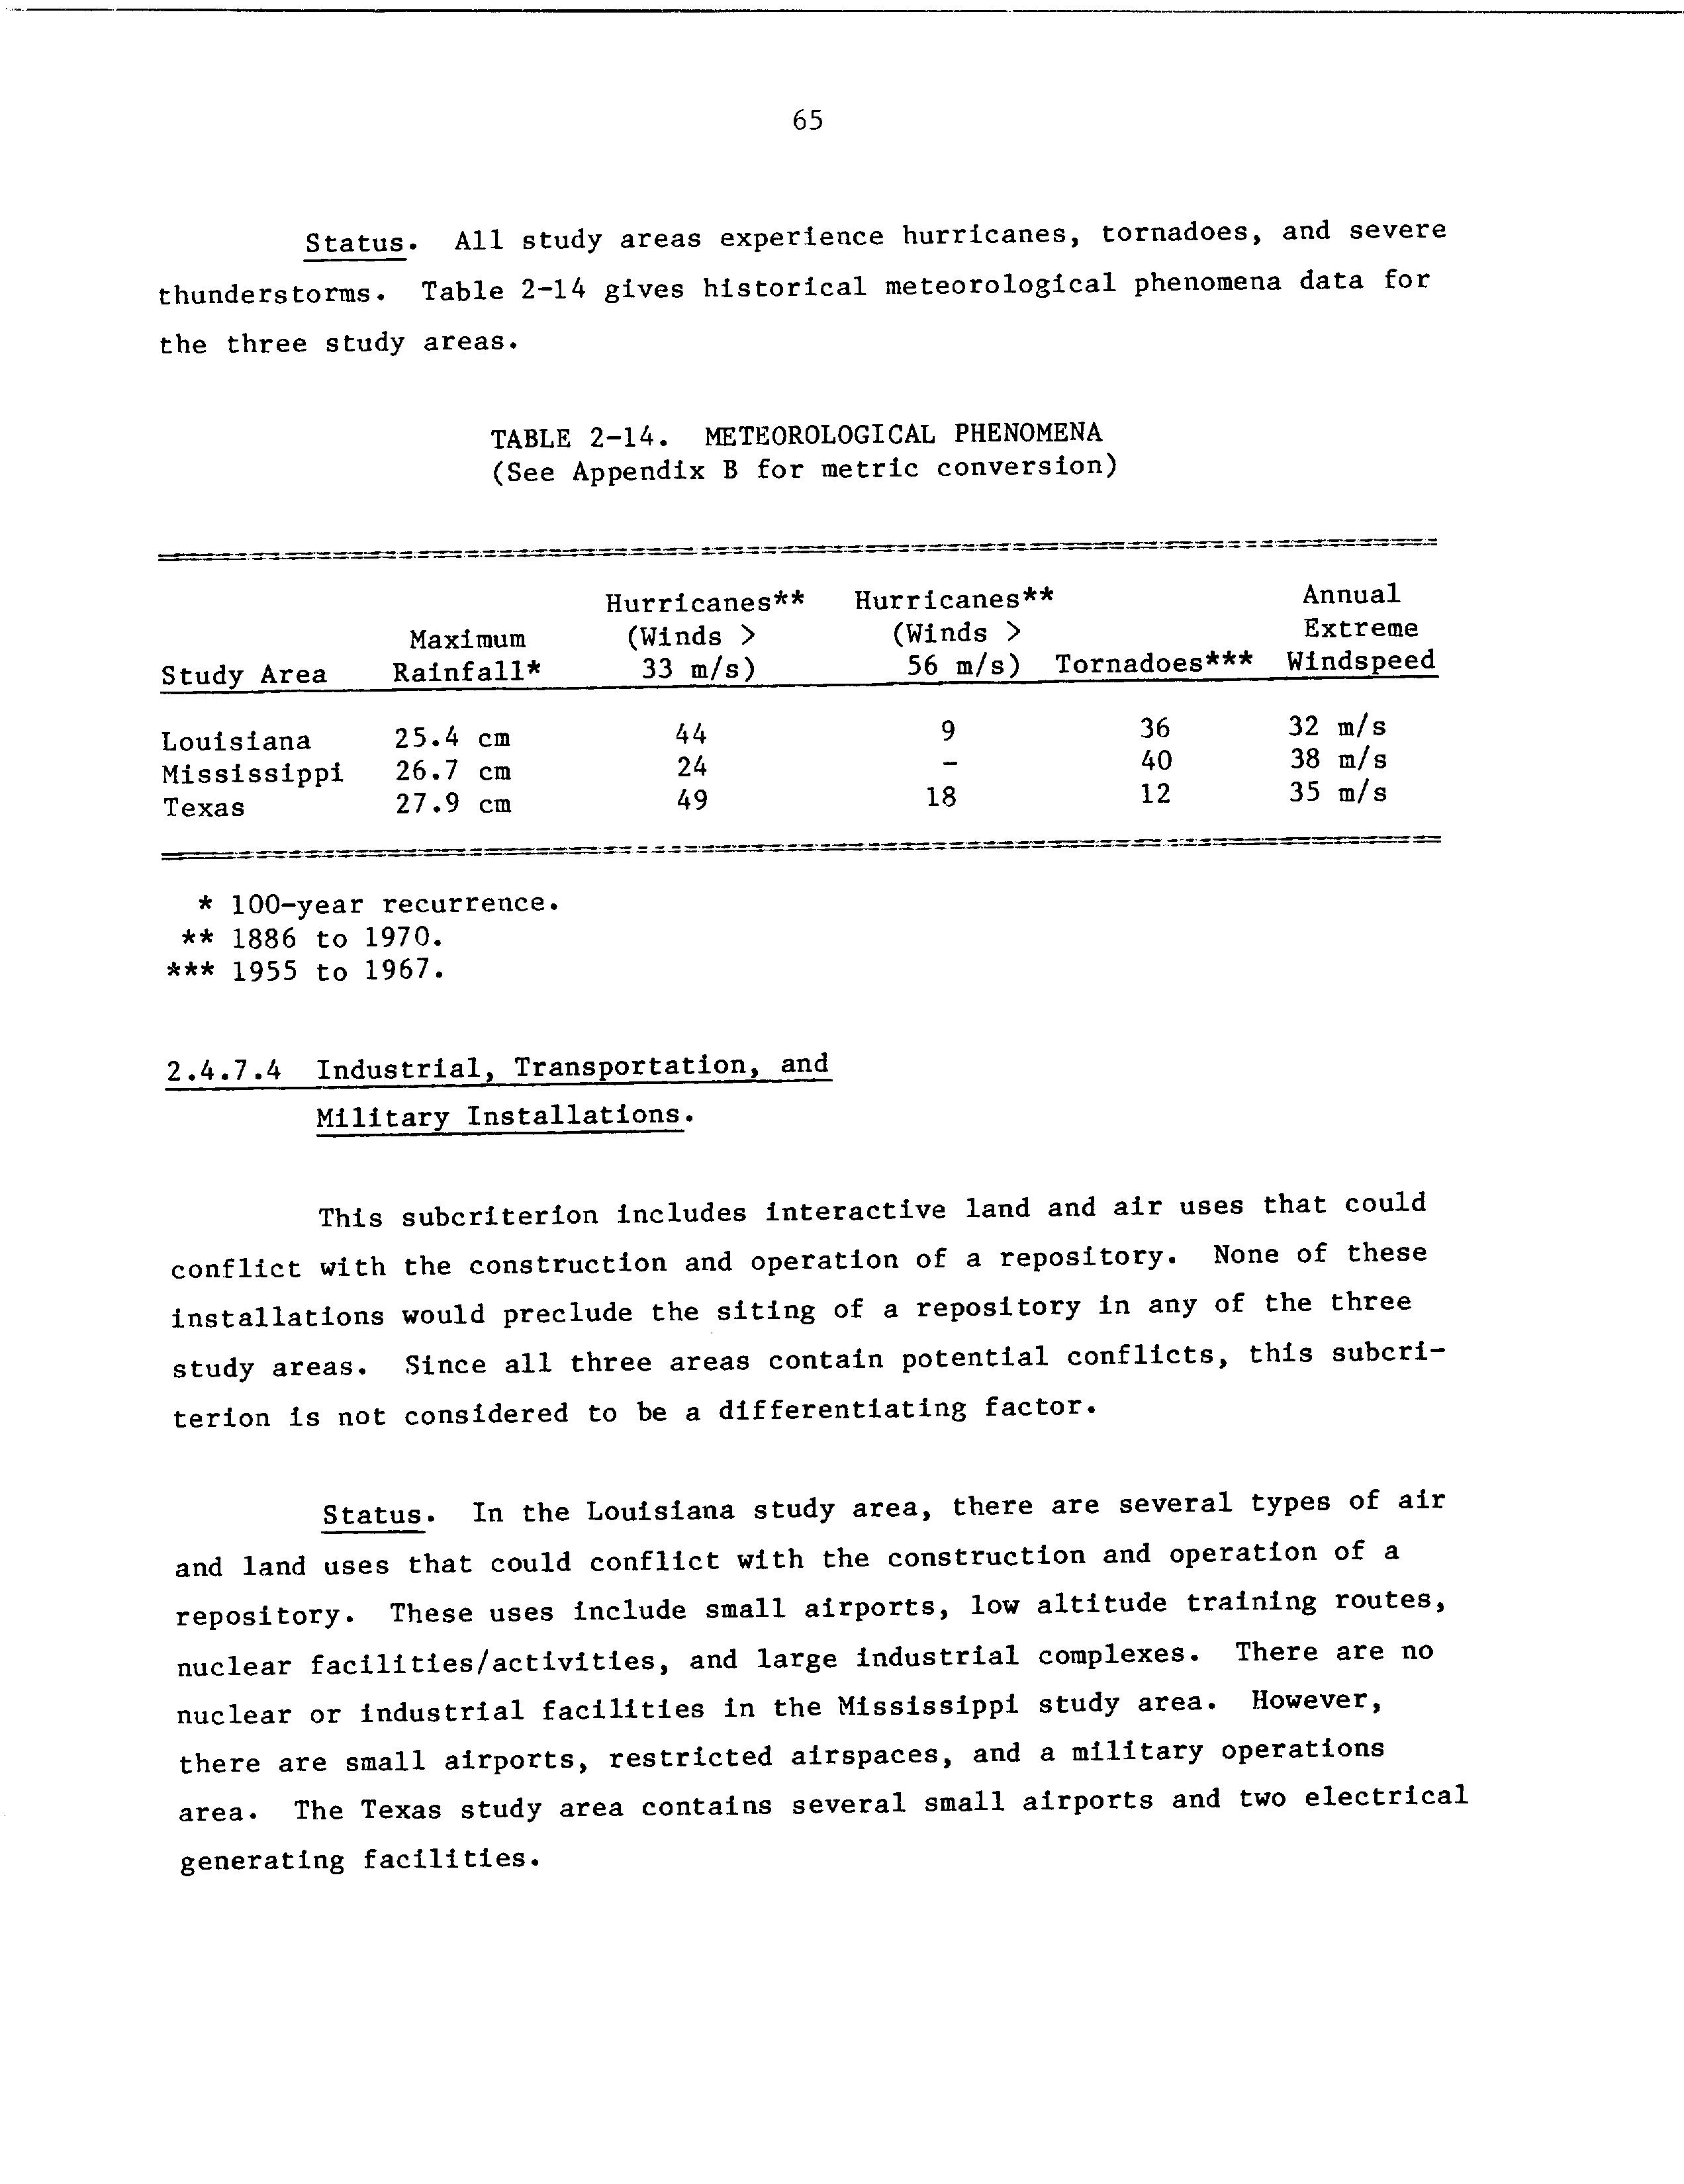 65
Status. All study areas experience hurricanes, tornadoes, and severe
thunderstorms. Table 2-14 gives historical meteorological phenomena data for
the three study areas.
TABLE 2-14. METEOROLOGICAL PHENOMENA
(See Appendix B for metric conversion)
Hurricanes** Hurricanes** Annual
Maximum (Winds > (Winds > Extreme
Study Area Rainfall* 33 m/s) 56 m/s) Tornadoes*** Windspeed
Louisiana 25.4 cm 44 9 36 32 m/s
Mississippi 26.7 cm 24 - 40 38 m/s
Texas 27.9 cm 49 18 12 35 m/s
* 100-year recurrence.
** 1886 to 1970.
*** 1955 to 1967.
2.4.7.4 Industrial, Transportation, and
Military Installations.
This subcriterion includes interactive land and air uses that could
conflict with the construction and operation of a repository. None of these
installations would preclude the siting of a repository in any of the three
study areas. Since all three areas contain potential conflicts, this subcri-
terion is not considered to be a differentiating factor.
Status. In the Louisiana study area, there are several types of air
and land uses that could conflict with the construction and operation of a
repository. These uses include small airports, low altitude training routes,
nuclear facilities/activities, and large industrial complexes. There are no
nuclear or industrial facilities in the Mississippi study area. However,
there are small airports, restricted airspaces, and a military operations
area. The Texas study area contains several small airports and two electrical
generating facilities.